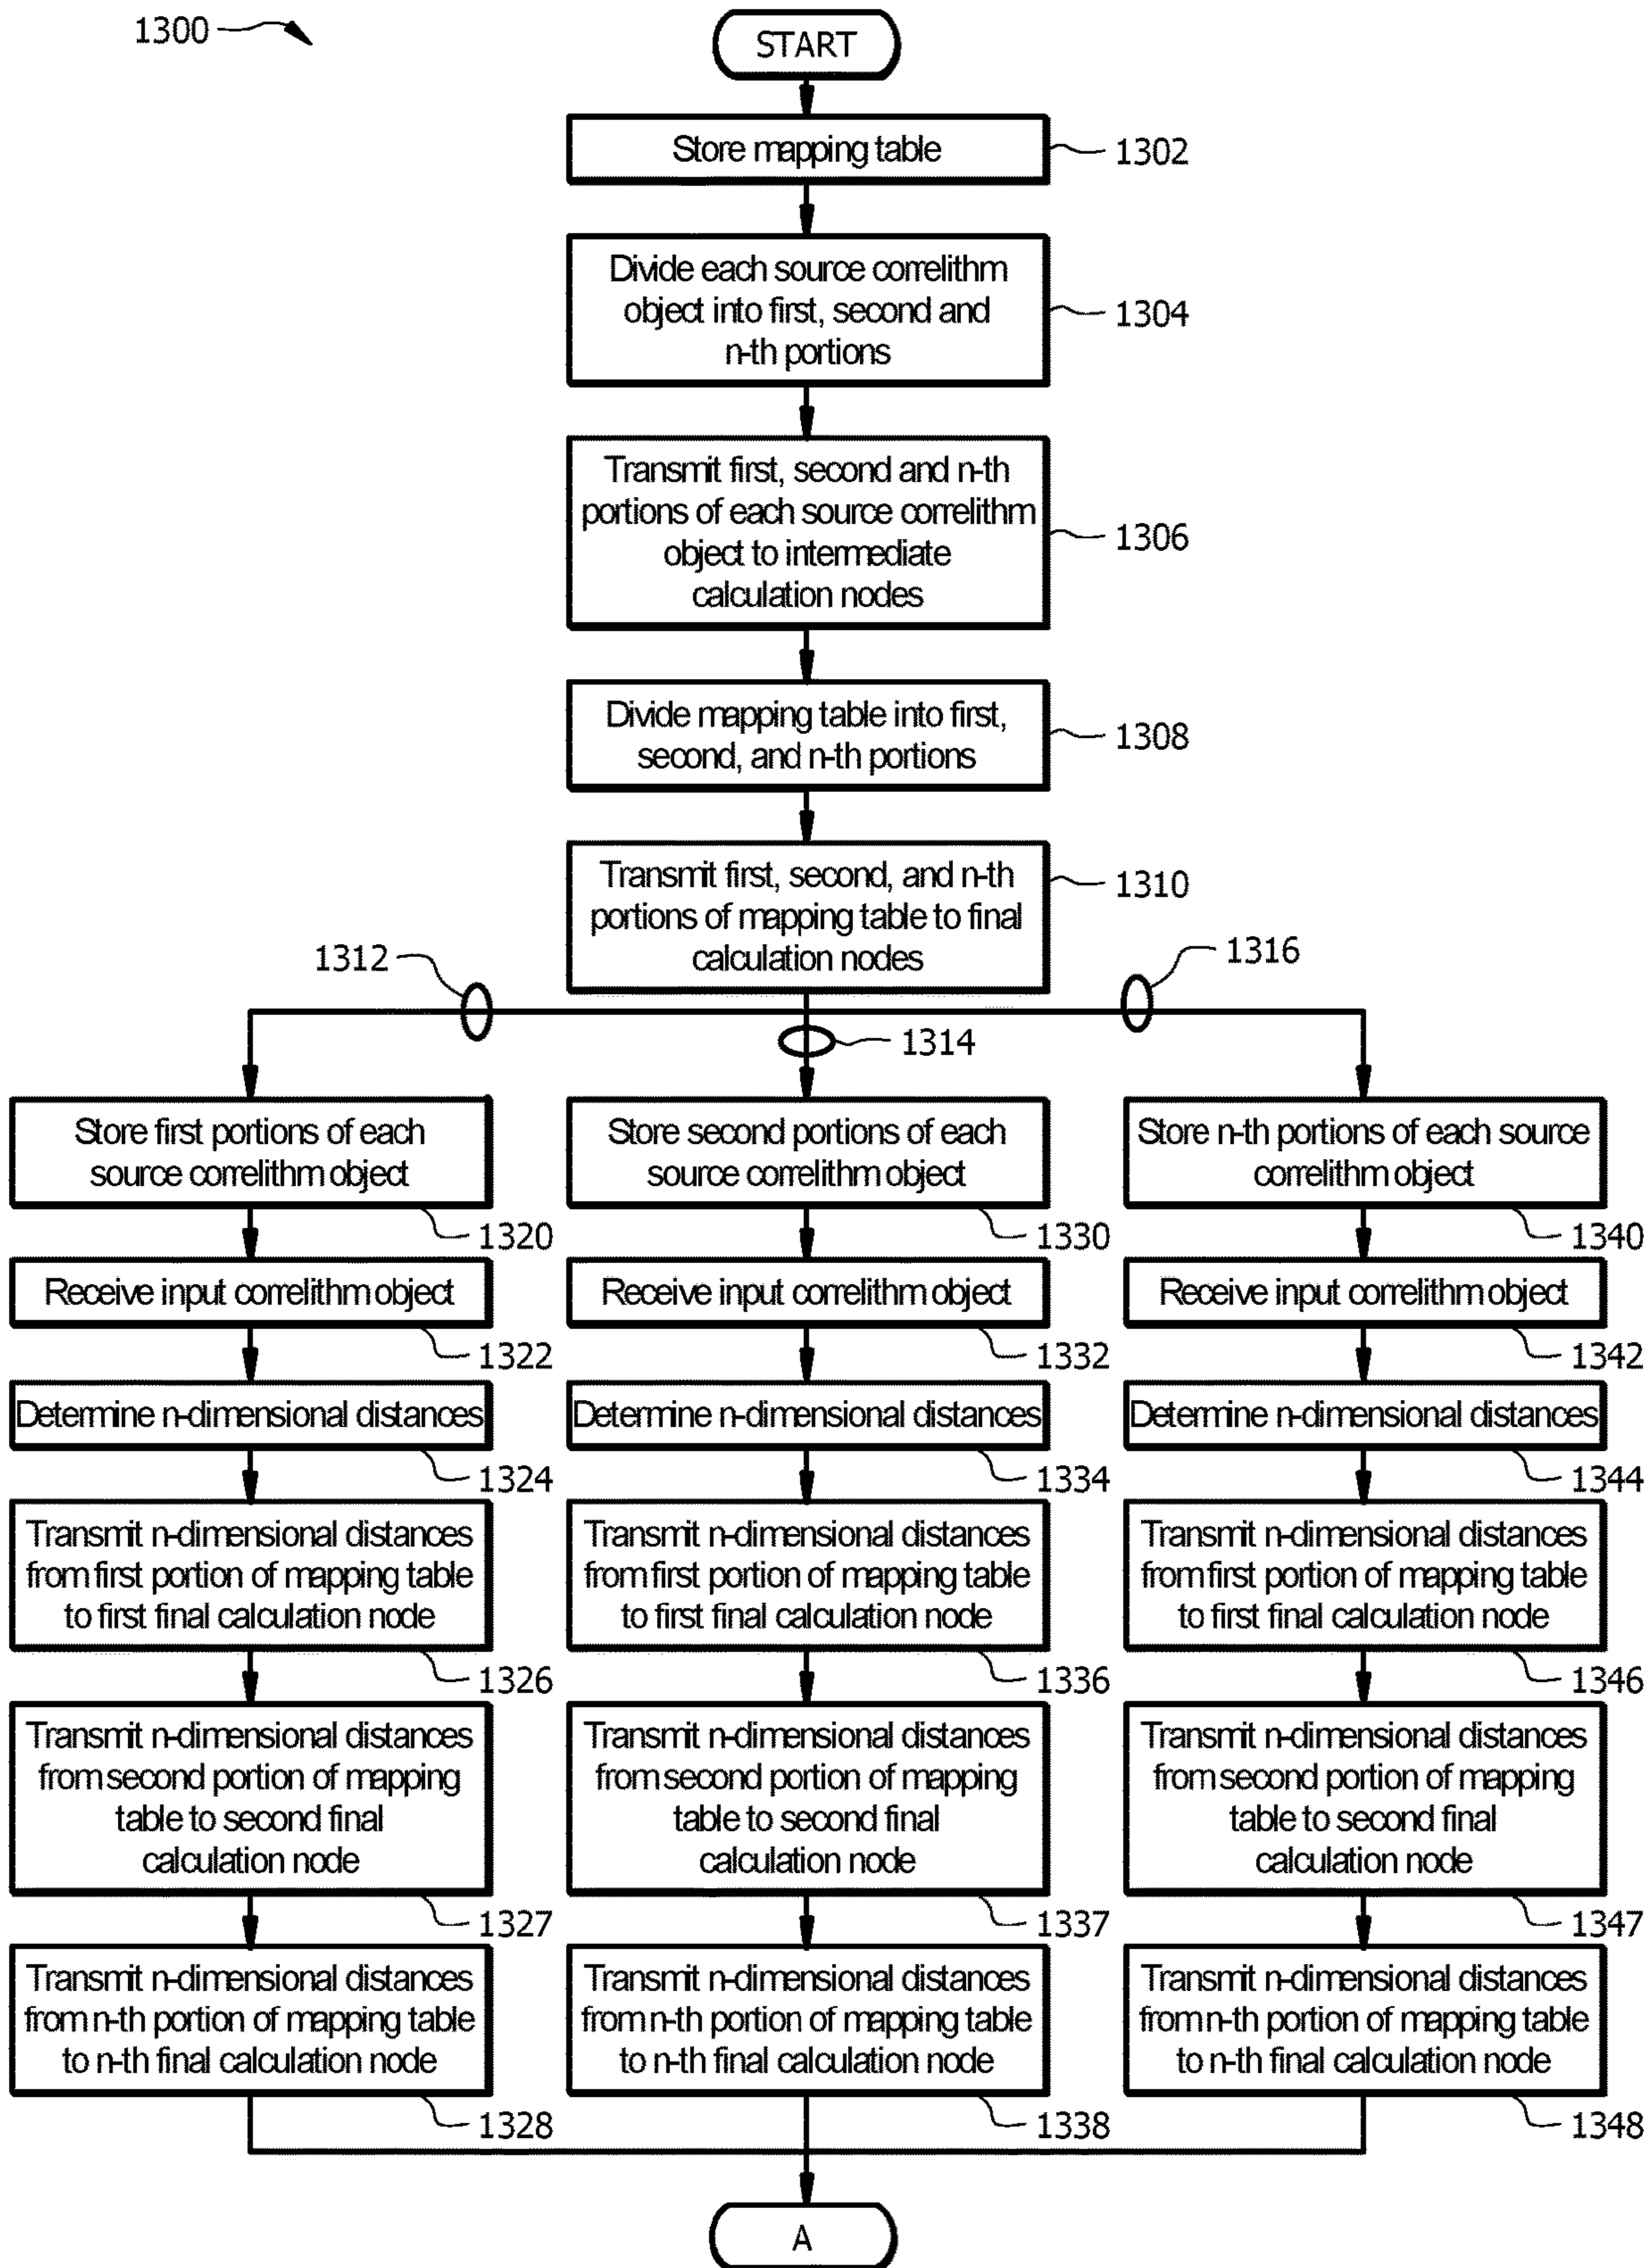 1300
START
Store mapping table
1302
Divide each source correlithm
object into first, second and
n-th portions
1304
Transmit first, second and n-th
portions of each source correlithm
object to intermediate
calculation nodes
1306
Divide mapping table into first,
second, and n-th portions
1308
Transmit first, second, and n-th
portions of mapping table to final
calculation nodes
1310
1312
1314
1316
Store first portions of each
source correlithm object
1320
Receive input correlithm object
1322
Determine n-dimensional distances
1324
Transmit n-dimensional distances
from first portion of mapping table
to first final calculation node
1326
Transmit n-dimensional distances
from second portion of mapping
table to second final
calculation node
1327
Transmit n-dimensional distances
from n-th portion of mapping table
to n-th final calculation node
1328
Store second portions of each
source correlithm object
1330
Receive input correlithm object
1332
Determine n-dimensional distances
1334
Transmit n-dimensional distances
from first portion of mapping table
to first final calculation node
1336
Transmit n-dimensional distances
from second portion of mapping
table to second final
calculation node
1337
Transmit n-dimensional distances
from n-th portion of mapping table
to n-th final calculation node
1338
Store n-th portions of each source
correlithm object
1340
Receive input correlithm object
1342
Determine n-dimensional distances
1344
Transmit n-dimensional distances
from first portion of mapping table
to first final calculation node
1346
Transmit n-dimensional distances
from second portion of mapping
table to second final
calculation node
1347
Transmit n-dimensional distances
from n-th portion of mapping table
to n-th final calculation node
1348
A